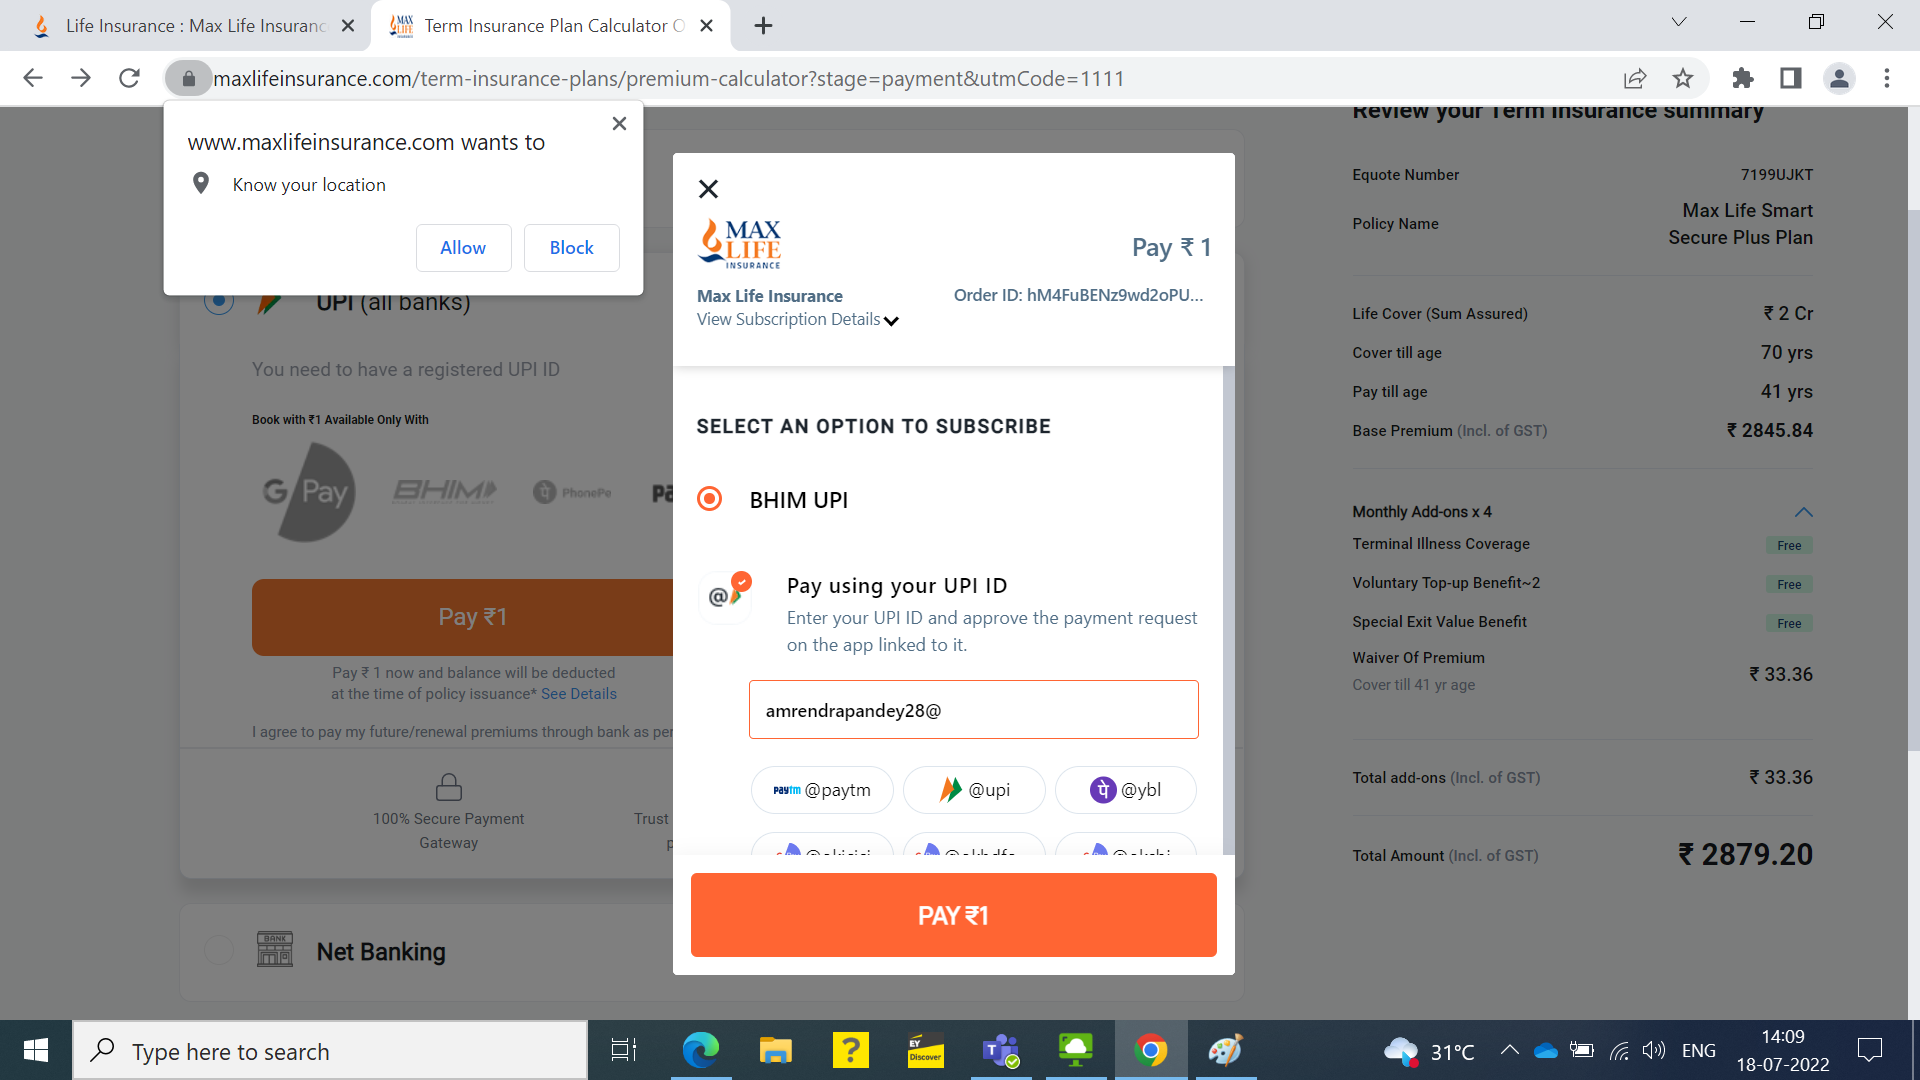 Life Insurance : Max Life Insuranc
Term Insurance Plan Calculator O
maxlifeinsurance.com/term-insurance-plans/premium-calculator?stage=payment&utmCode=1111
www.maxlifeinsurance.com wants to
Know your location
Allow
Block
UPI (all banks)
You need to have a registered UPI ID
Book with ₹1 Available Only With
G Pay
BHIM
PhonePe
Pay ₹1
Pay ₹ 1 now and balance will be deducted
at the time of policy issuance* See Details
I agree to pay my future/renewal premiums through bank as per
100% Secure Payment
Gateway
Trust
BANK
Net Banking
MAX
LIFE
INSURANCE
Pay ₹ 1
Max Life Insurance
Order ID: hM4FuBENz9wd2oPU...
View Subscription Details
SELECT AN OPTION TO SUBSCRIBE
BHIM UPI
Pay using your UPI ID
Enter your UPI ID and approve the payment request
on the app linked to it.
amrendrapandey28@
paytm @paytm
@upi
पे @ybl
PAY ₹1
Review your Term Insurance summary
Equote Number 7199UJKT
Policy Name Max Life Smart
Secure Plus Plan
Life Cover (Sum Assured) ₹ 2 Cr
Cover till age 70 yrs
Pay till age 41 yrs
Base Premium (Incl. of GST) ₹ 2845.84
Monthly Add-ons x 4
Terminal Illness Coverage Free
Voluntary Top-up Benefit~2 Free
Special Exit Value Benefit Free
Waiver Of Premium ₹ 33.36
Cover till 41 yr age
Total add-ons (Incl. of GST) ₹ 33.36
Total Amount (Incl. of GST) ₹ 2879.20
Type here to search
EY
Discover
31°C
ENG
14:09
18-07-2022